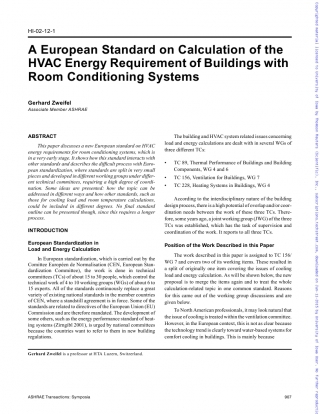 HI-02-12-1
A European Standard on Calculation of the
HVAC Energy Requirement of Buildings with
Room Conditioning Systems
Gerhard Zweifel
Associate Member ASHRAE
ABSTRACT
This paper discusses a new European standard on HVAC
energy requirements for room conditioning systems, which is
in a very early stage. It shows how this standard interacts with
other standards and describes the difficult process with Euro-
pean standardization, where standards are split in very small
pieces and developed in different working groups under differ-
ent technical committees, requiring a high degree of coordi-
nation. Some ideas are presented: how the topic can be
addressed in different ways and how other standards, such as
those for cooling load and room temperature calculations,
could be included in different degrees. No final standard
outline can be presented though, since this requires a longer
process.
INTRODUCTION
European Standardization in
Load and Energy Calculation
In European standardization, which is carried out by the
Comitée Européen de Normalisation (CEN, European Stan-
dardization Committee), the work is done in technical
committees (TCs) of about 15 to 30 people, which control the
technical work of 4 to 10 working groups (WGs) of about 6 to
15 experts. All of the standards continuously replace a great
variety of existing national standards in the member countries
of CEN, where a standstill agreement is in force. Some of the
standards are related to directives of the European Union (EU)
Commission and are therefore mandated. The development of
some others, such as the energy performance standard of heat-
ing systems (Zirngibl 2001), is urged by national committees
because the countries want to refer to them in new building
regulations.
The building and HVAC system related issues concerning
load and energy calculations are dealt with in several WGs of
three different TCs:
• TC 89, Thermal Performance of Buildings and Building
Components, WG 4 and 6
• TC 156, Ventilation for Buildings, WG 7
• TC 228, Heating Systems in Buildings, WG 4
According to the interdisciplinary nature of the building
design process, there is a high potential of overlap and/or coor-
dination needs between the work of these three TCs. There-
fore, some years ago, a joint working group (JWG) of the three
TCs was established, which has the task of supervision and
coordination of the work. It reports to all three TCs.
Position of the Work Described in this Paper
The work described in this paper is assigned to TC 156/
WG 7 and covers two of its working items. These resulted in
a split of originally one item covering the issues of cooling
load and energy calculation. As will be shown below, the new
proposal is to merge the items again and to treat the whole
calculation-related topic in one common standard. Reasons
for this came out of the working group discussions and are
given below.
To North American professionals, it may look natural that
the issue of cooling is treated within the ventilation committee.
However, in the European context, this is not as clear because
the technology trend is clearly toward water-based systems for
comfort cooling in buildings. This is mainly because
Gerhard Zweifel is a professor at HTA Luzern, Switzerland.
ASHRAE Transactions: Symposia
667